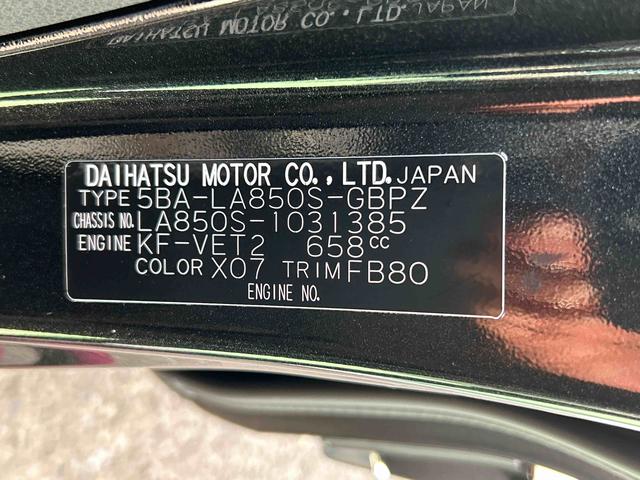 DAIHATSU MOTOR CO., LTD. JAPAN
TYPE 5BA-LA850S-GBPZ
CHASSIS NO. LA850S-1031385
ENGINE KF-VET2 658cc
COLOR X07 TRIM FB80
ENGINE NO.